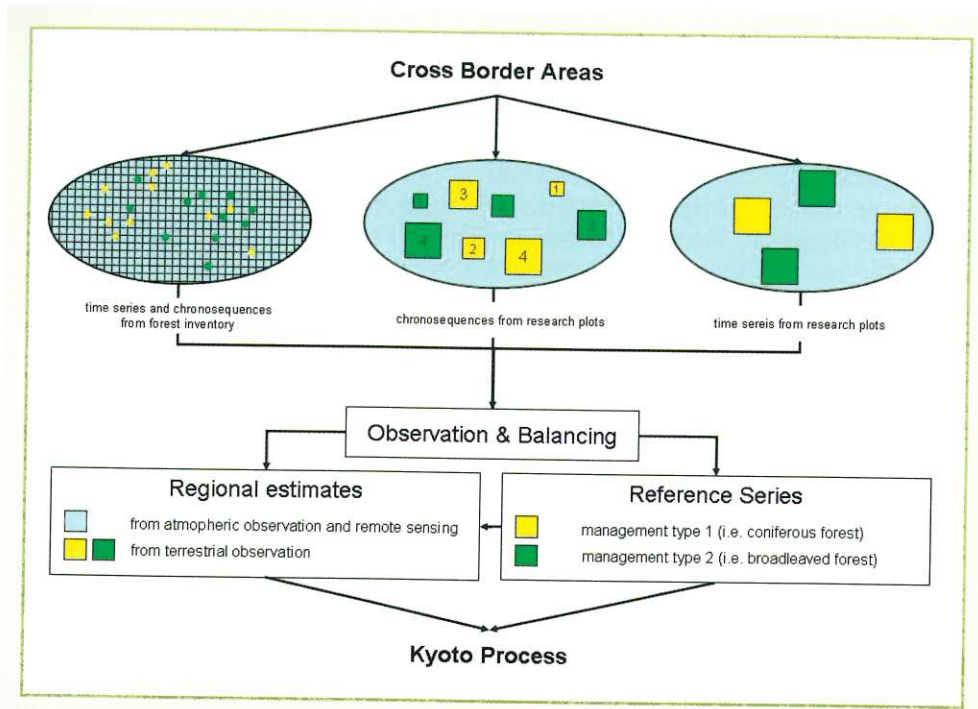 Cross Border Areas
3
1
2
3
4
2
4
time series and chronosequences
from forest inventory
chronosequences from research plots
time sereis from research plots
Observation & Balancing
Regional estimates
from atmopheric observation and remote sensing
from terrestrial observation
Reference Series
management type 1 (i.e. coniferous forest)
management type 2 (i.e. broadleaved forest)
Kyoto Process